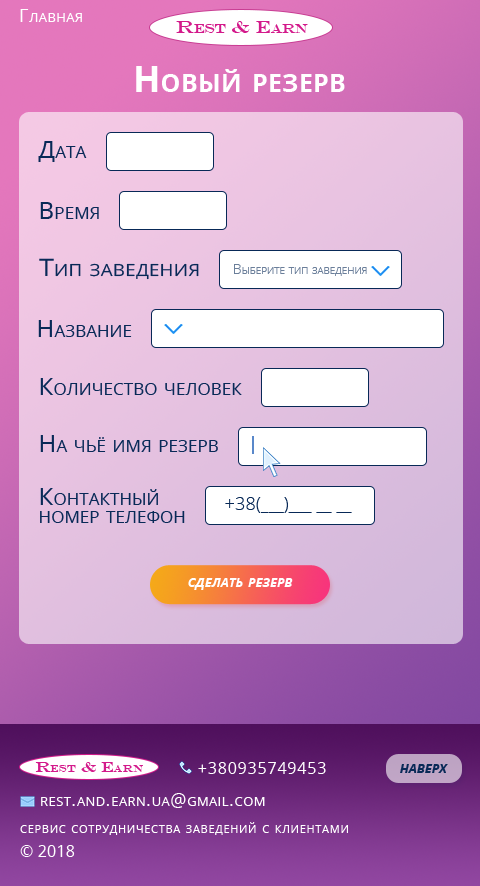 Главная
Rest & Earn
Новый резерв
Дата
Время
Тип заведения Выберите тип заведения
Название
Количество человек
На чьё имя резерв
Контактный
номер телефон +38(__)___ __ __
сделать резерв
Rest & Earn +380935749453 наверх
rest.and.earn.ua@gmail.com
сервис сотрудничества заведений с клиентами
© 2018